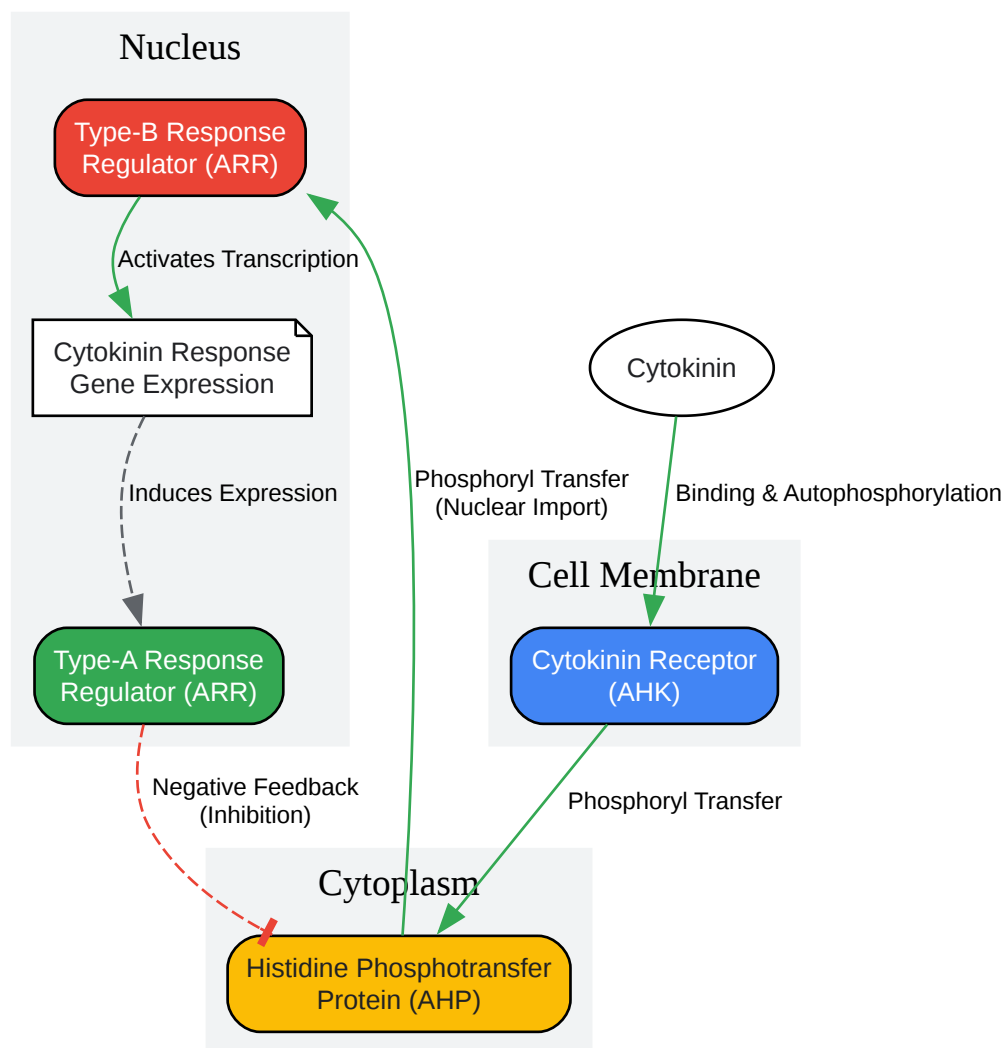 Nucleus
Type-B Response
Regulator (ARR)
Activates Transcription
Cytokinin Response
Gene Expression
Cytokinin
Induces Expression
Phosphoryl Transfer
(Nuclear Import)
Binding & Autophosphorylation
Cell Membrane
Type-A Response
Regulator (ARR)
Cytokinin Receptor
(AHK)
Negative Feedback
(Inhibition)
Phosphoryl Transfer
Cytoplasm
Histidine Phosphotransfer
Protein (AHP)